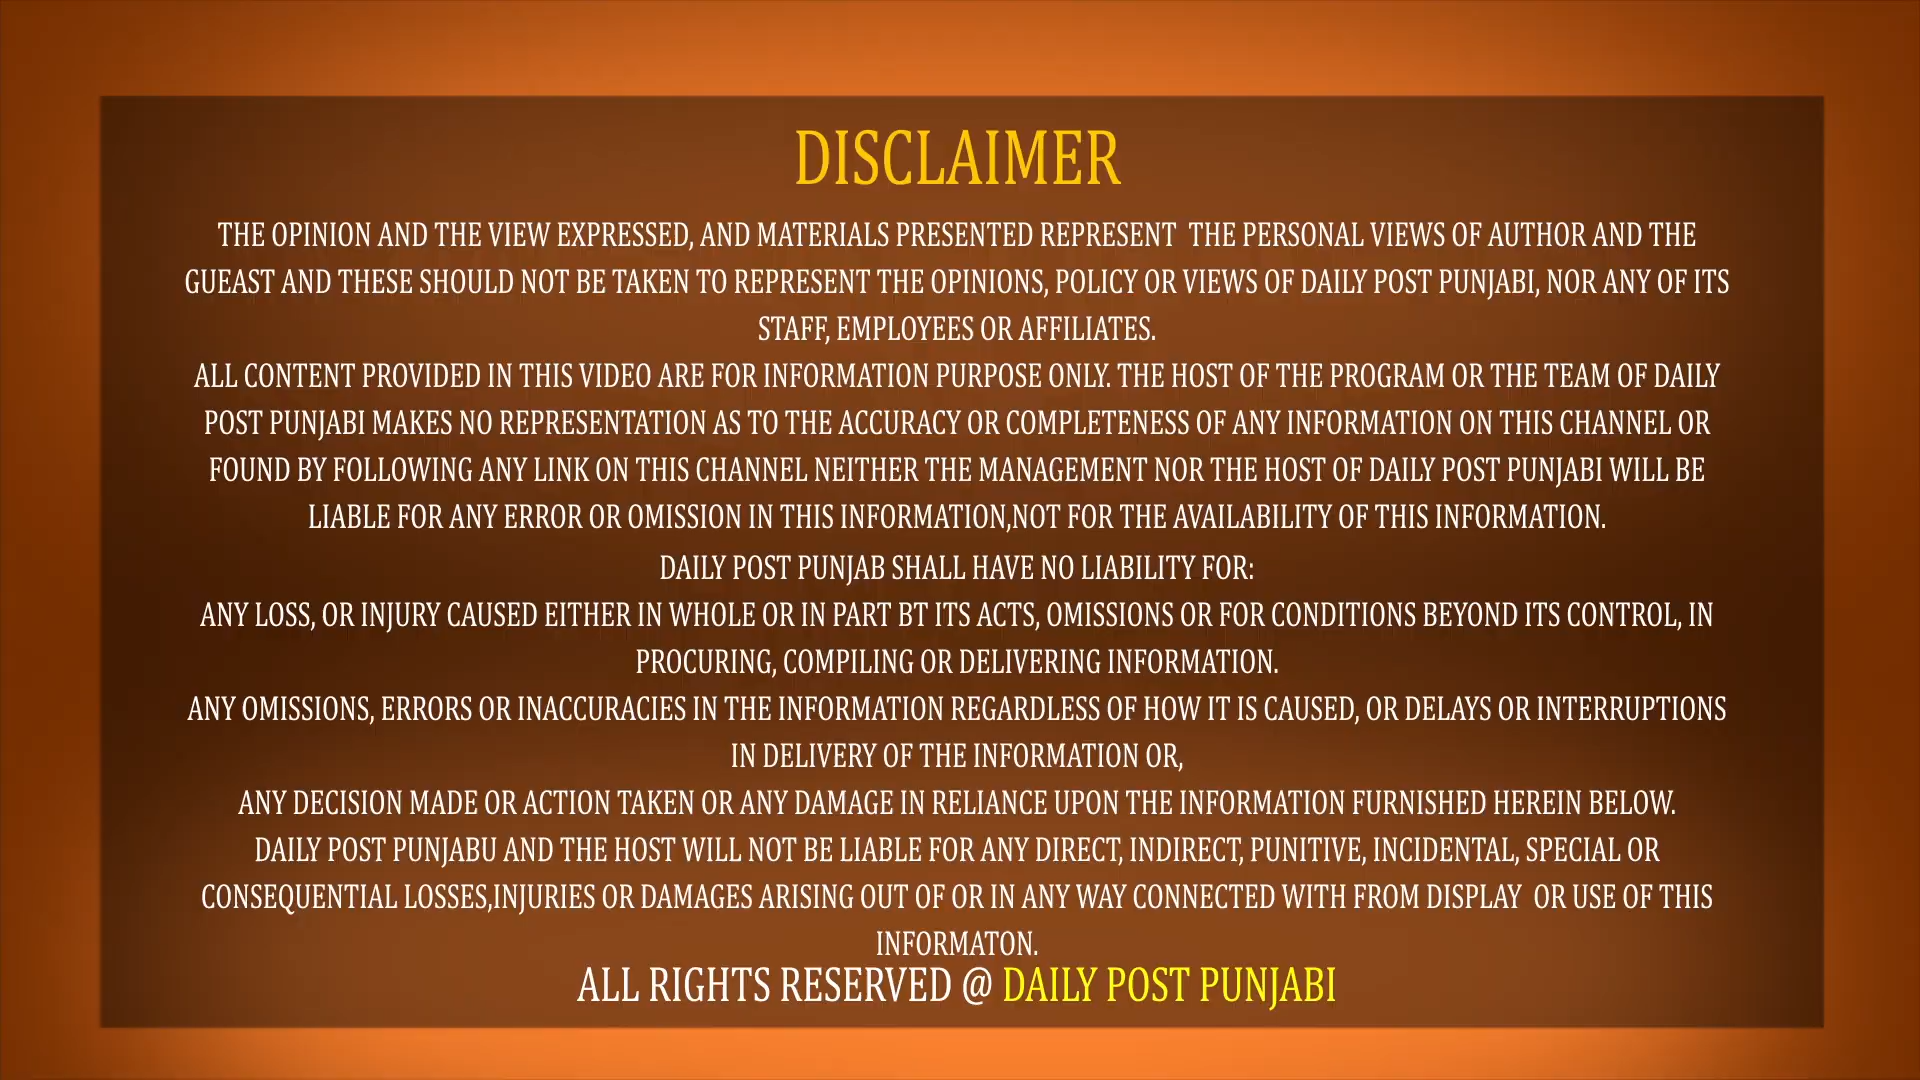 DISCLAIMER
THE OPINION AND THE VIEW EXPRESSED, AND MATERIALS PRESENTED REPRESENT  THE PERSONAL VIEWS OF AUTHOR AND THE
GUEAST AND THESE SHOULD NOT BE TAKEN TO REPRESENT THE OPINIONS, POLICY OR VIEWS OF DAILY POST PUNJABI, NOR ANY OF ITS
STAFF, EMPLOYEES OR AFFILIATES.
ALL CONTENT PROVIDED IN THIS VIDEO ARE FOR INFORMATION PURPOSE ONLY. THE HOST OF THE PROGRAM OR THE TEAM OF DAILY
POST PUNJABI MAKES NO REPRESENTATION AS TO THE ACCURACY OR COMPLETENESS OF ANY INFORMATION ON THIS CHANNEL OR
FOUND BY FOLLOWING ANY LINK ON THIS CHANNEL NEITHER THE MANAGEMENT NOR THE HOST OF DAILY POST PUNJABI WILL BE
LIABLE FOR ANY ERROR OR OMISSION IN THIS INFORMATION,NOT FOR THE AVAILABILITY OF THIS INFORMATION.
DAILY POST PUNJAB SHALL HAVE NO LIABILITY FOR:
ANY LOSS, OR INJURY CAUSED EITHER IN WHOLE OR IN PART BT ITS ACTS, OMISSIONS OR FOR CONDITIONS BEYOND ITS CONTROL, IN
PROCURING, COMPILING OR DELIVERING INFORMATION.
ANY OMISSIONS, ERRORS OR INACCURACIES IN THE INFORMATION REGARDLESS OF HOW IT IS CAUSED, OR DELAYS OR INTERRUPTIONS
IN DELIVERY OF THE INFORMATION OR,
ANY DECISION MADE OR ACTION TAKEN OR ANY DAMAGE IN RELIANCE UPON THE INFORMATION FURNISHED HEREIN BELOW.
DAILY POST PUNJABU AND THE HOST WILL NOT BE LIABLE FOR ANY DIRECT, INDIRECT, PUNITIVE, INCIDENTAL, SPECIAL OR
CONSEQUENTIAL LOSSES,INJURIES OR DAMAGES ARISING OUT OF OR IN ANY WAY CONNECTED WITH FROM DISPLAY  OR USE OF THIS
INFORMATON.
ALL RIGHTS RESERVED @ DAILY POST PUNJABI